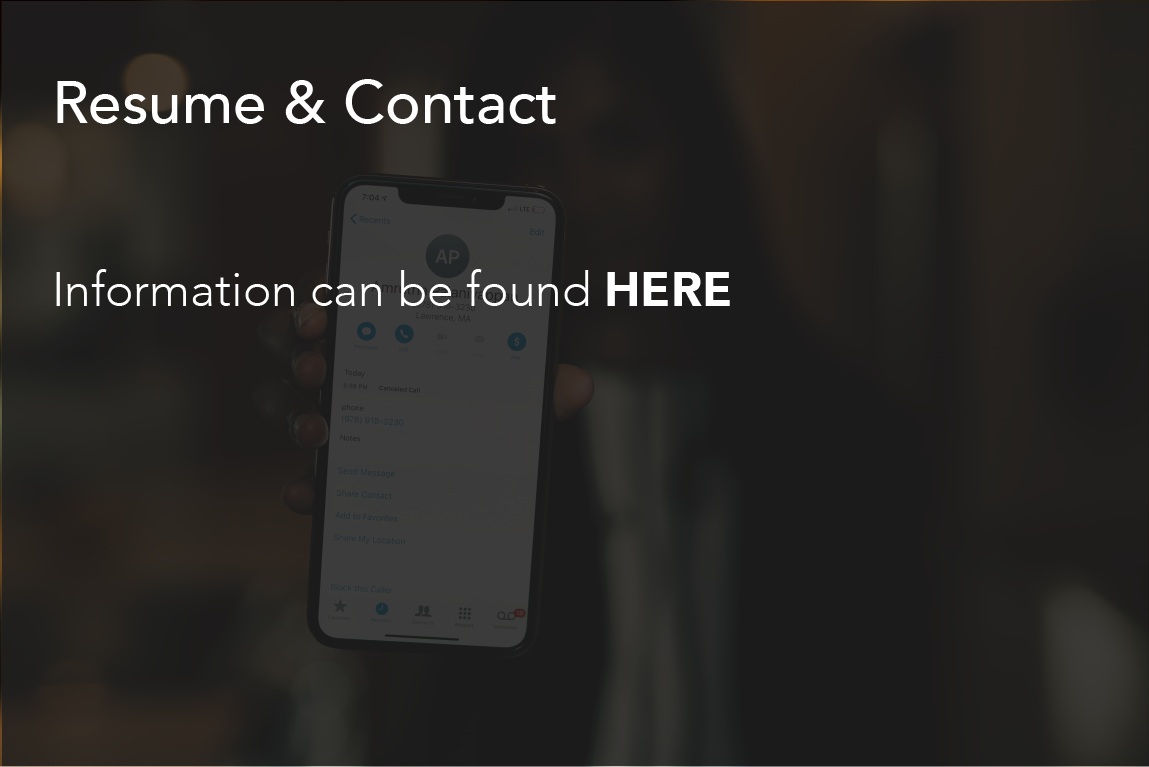 Resume & Contact
7:04
LTE
Recents
Edit
AP
Information can be found HERE
Lawrence, MA
Today
Canceled Call
phone
Notes
Send Message
Share Contact
Add to Favorites
Share My Location
Block this Caller